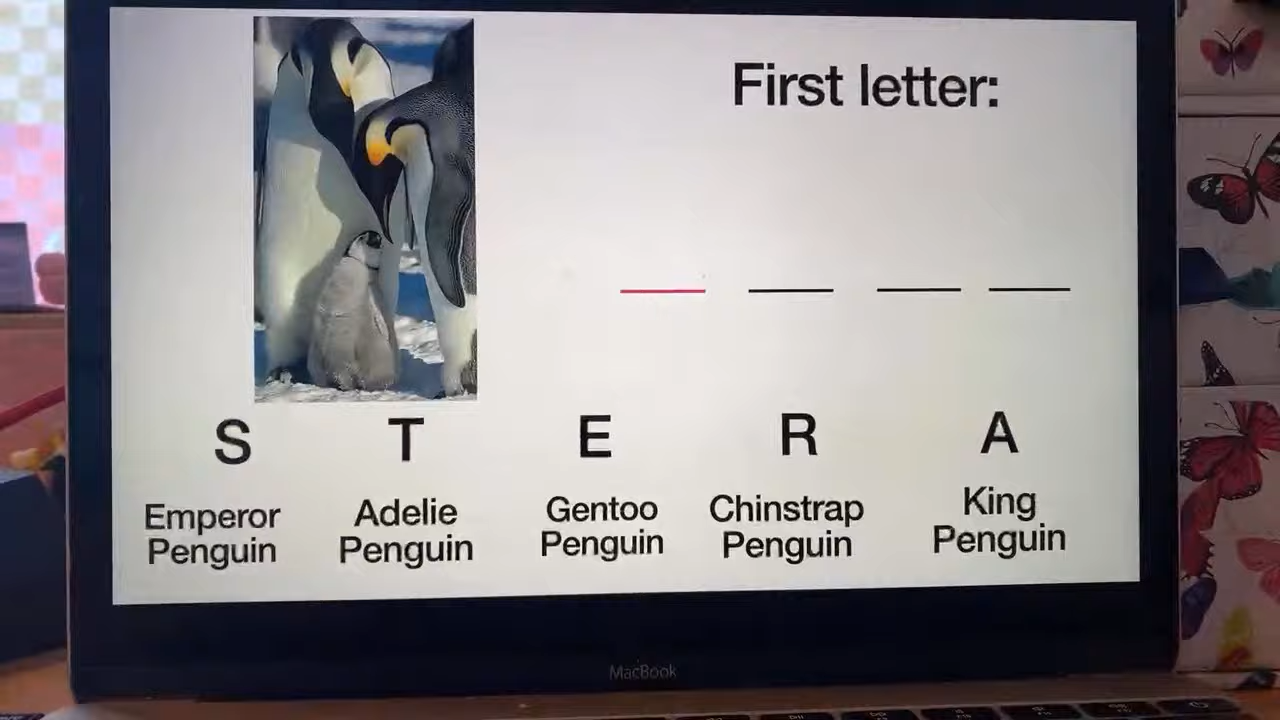 First letter:
S T E R A
Emperor Penguin
Adelie Penguin
Gentoo Penguin
Chinstrap Penguin
King Penguin
MacBook